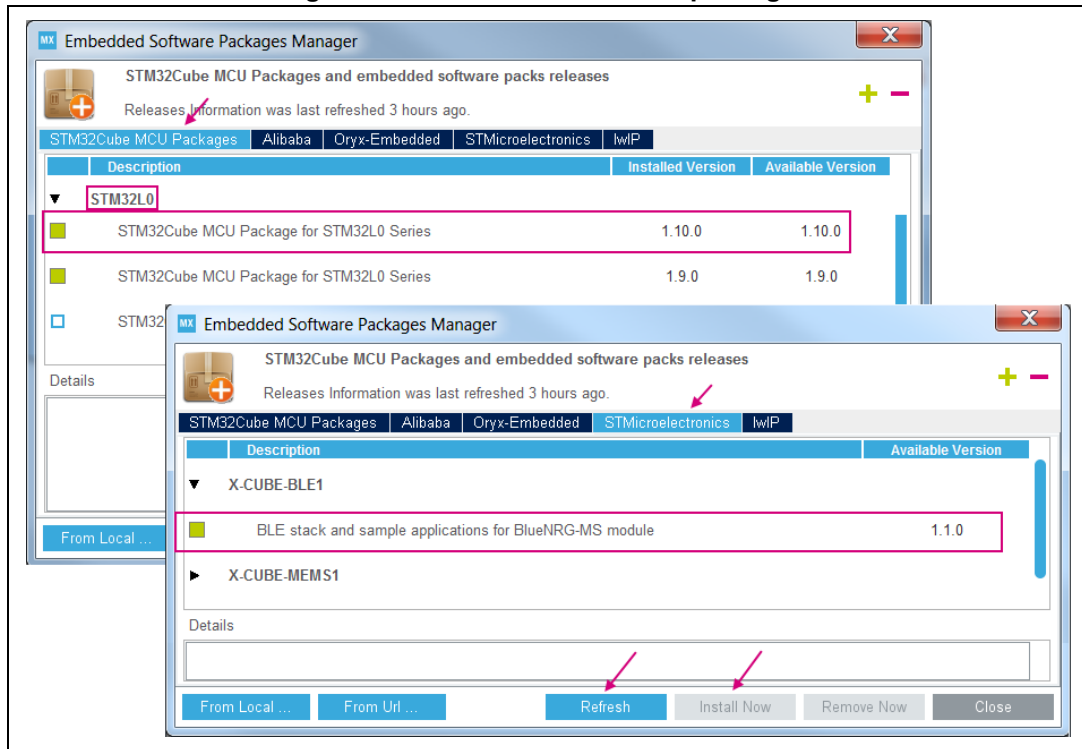 MX Embedded Software Packages Manager X
STM32Cube MCU Packages and embedded software packs releases
Releases Information was last refreshed 3 hours ago.
STM32Cube MCU Packages Alibaba Oryx-Embedded STMicroelectronics lwIP
Description Installed Version Available Version
STM32L0
STM32Cube MCU Package for STM32L0 Series 1.10.0 1.10.0
STM32Cube MCU Package for STM32L0 Series 1.9.0 1.9.0
STM32
Details
From Local ...
MX Embedded Software Packages Manager X
STM32Cube MCU Packages and embedded software packs releases
Releases Information was last refreshed 3 hours ago.
STM32Cube MCU Packages Alibaba Oryx-Embedded STMicroelectronics lwIP
Description Available Version
X-CUBE-BLE1
BLE stack and sample applications for BlueNRG-MS module 1.1.0
X-CUBE-MEMS1
Details
From Local ... From Url ... Refresh Install Now Remove Now Close